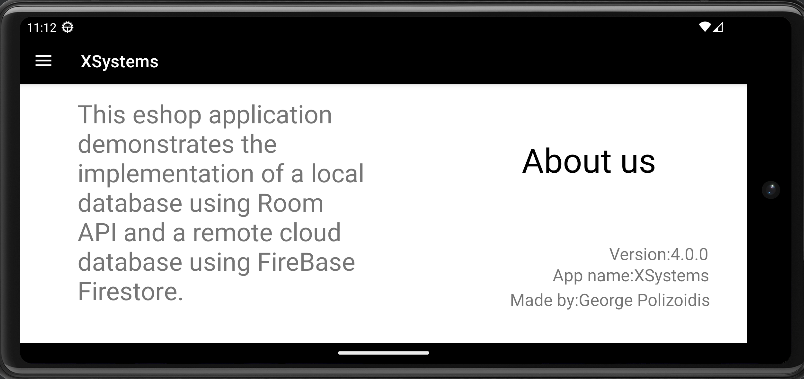 11:12
XSystems
This eshop application
demonstrates the
implementation of a local
database using Room
API and a remote cloud
database using FireBase
Firestore.
About us
Version:4.0.0
App name:XSystems
Made by:George Polizoidis